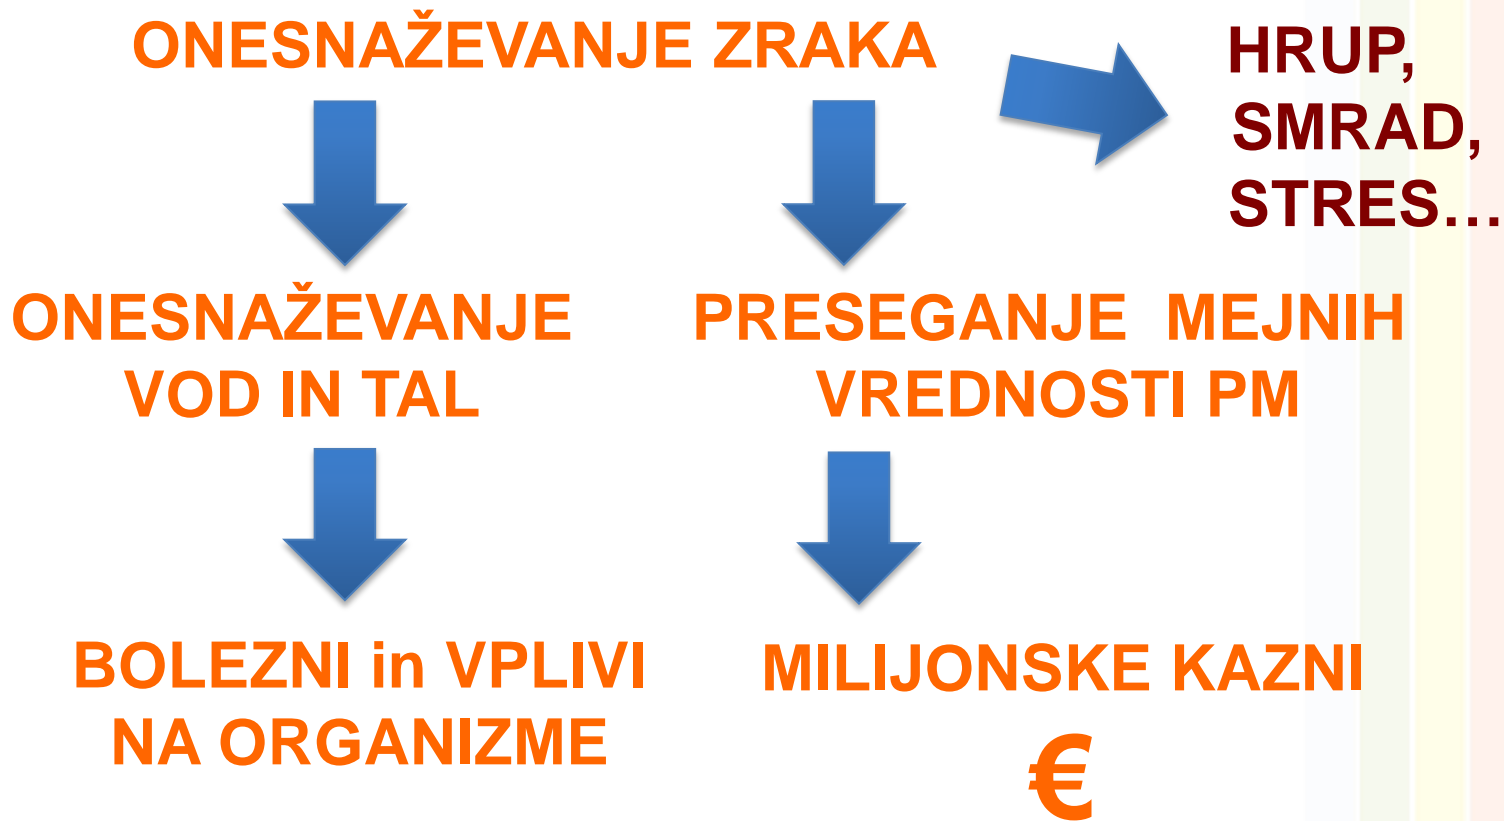 ONESNAŽEVANJE ZRAKA
HRUP,
SMRAD,
STRES...
ONESNAŽEVANJE
VOD IN TAL
PRESEGANJE MEJNIH
VREDNOSTI PM
BOLEZNI in VPLIVI
NA ORGANIZME
MILIJONSKE KAZNI
€